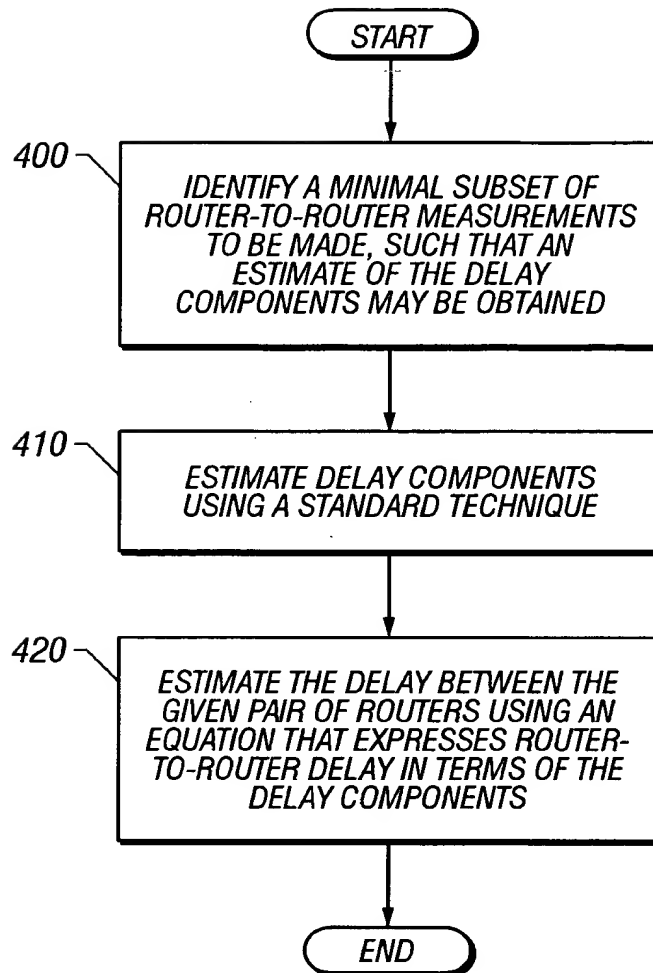 START
400
IDENTIFY A MINIMAL SUBSET OF
ROUTER-TO-ROUTER MEASUREMENTS
TO BE MADE, SUCH THAT AN
ESTIMATE OF THE DELAY
COMPONENTS MAY BE OBTAINED
410
ESTIMATE DELAY COMPONENTS
USING A STANDARD TECHNIQUE
420
ESTIMATE THE DELAY BETWEEN THE
GIVEN PAIR OF ROUTERS USING AN
EQUATION THAT EXPRESSES ROUTER-
TO-ROUTER DELAY IN TERMS OF THE
DELAY COMPONENTS
END